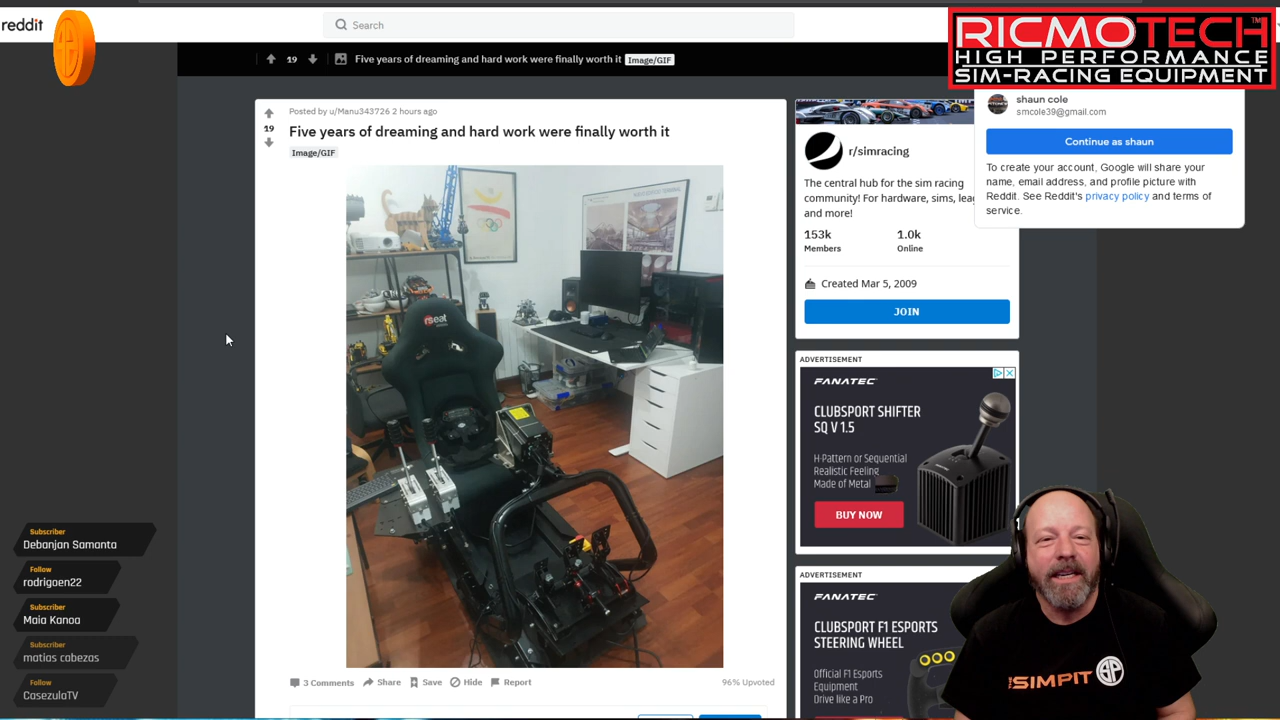 reddit
Search
RICMOTECH™
HIGH PERFORMANCE
SIM-RACING EQUIPMENT
19
Five years of dreaming and hard work were finally worth it
Image/GIF
shaun cole
smcole39@gmail.com
Continue as shaun
To create your account, Google will share your
name, email address, and profile picture with
Reddit. See Reddit's privacy policy and terms of
service.
Posted by u/Manu343726 2 hours ago
19
Five years of dreaming and hard work were finally worth it
Image/GIF
rseat
3 Comments
Share
Save
Hide
Report
96% Upvoted
r/simracing
The central hub for the sim racing
community! For hardware, sims, lea
and more!
153k 1.0k
Members Online
Created Mar 5, 2009
JOIN
ADVERTISEMENT
FANATEC
CLUBSPORT SHIFTER
SQ V 1.5
H-Pattern or Sequential
Realistic Feeling
Made of Metal
BUY NOW
ADVERTISEMENT
FANATEC
CLUBSPORT F1 ESPORTS
STEERING WHEEL
Official F1 Esports
Equipment
Drive like a Pro
Subscriber
Debanjan Samanta
Follow
rodrigoen22
Subscriber
Maia Kanoa
Subscriber
matias cabezas
Follow
CasezulaTV
THE SIMPIT